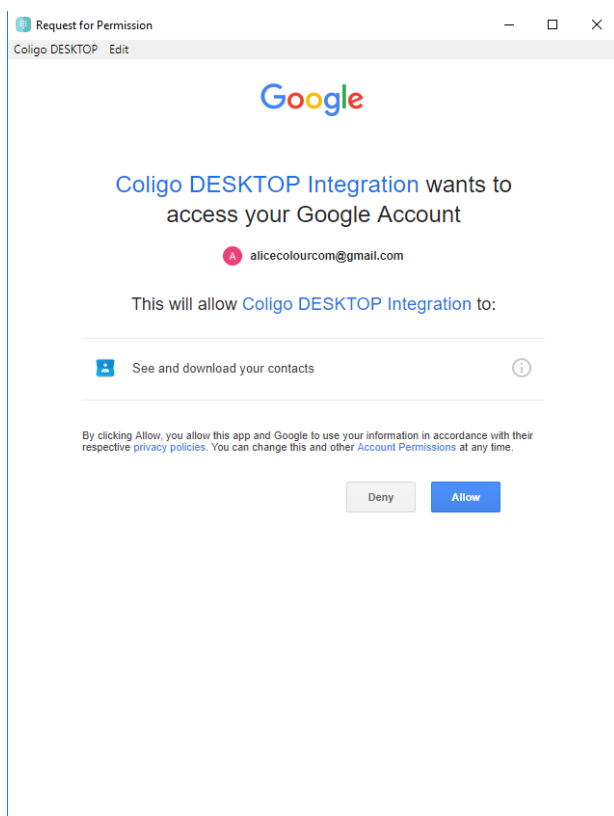 Request for Permission
Coligo DESKTOP Edit
Google
Coligo DESKTOP Integration wants to
access your Google Account
A alicecolourcom@gmail.com
This will allow Coligo DESKTOP Integration to:
See and download your contacts
By clicking Allow, you allow this app and Google to use your information in accordance with their
respective privacy policies. You can change this and other Account Permissions at any time.
Deny Allow